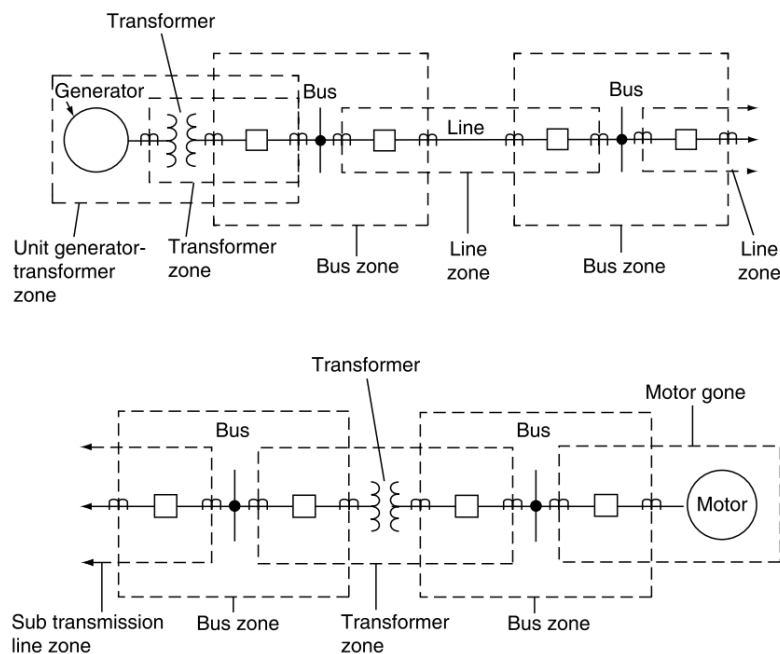 Transformer
Generator
Bus
Bus
Line
Unit generator-
transformer
zone
Transformer
zone
Bus zone
Line
zone
Bus zone
Line
zone
Transformer
Motor gone
Bus
Bus
Motor
Sub transmission
line zone
Bus zone
Transformer
zone
Bus zone